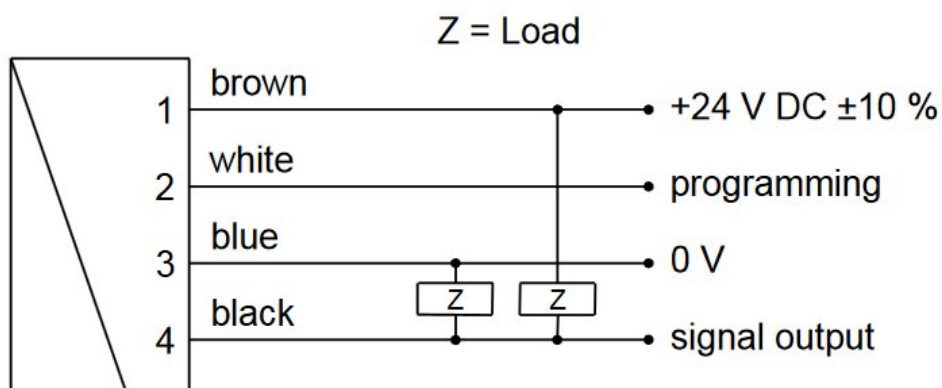 Z = Load
brown
1 +24 V DC ±10 %
white
2 programming
blue
3 0 V
Z Z
black
4 signal output